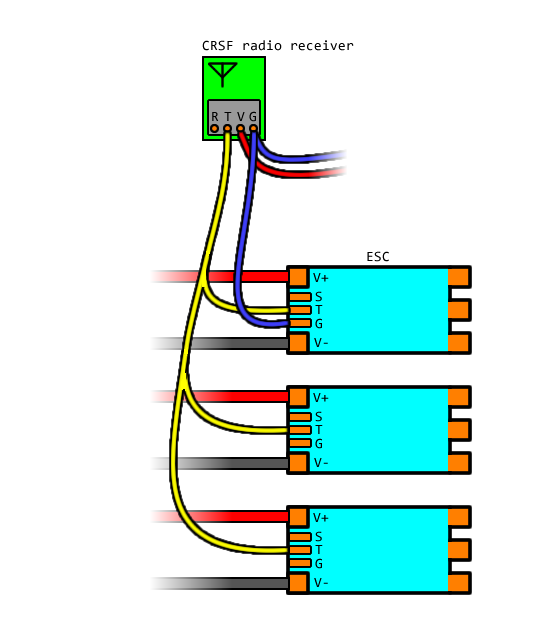 CRSF radio receiver
R T V G
ESC
V+
S
T
G
V-
V+
S
T
G
V-
V+
S
T
G
V-